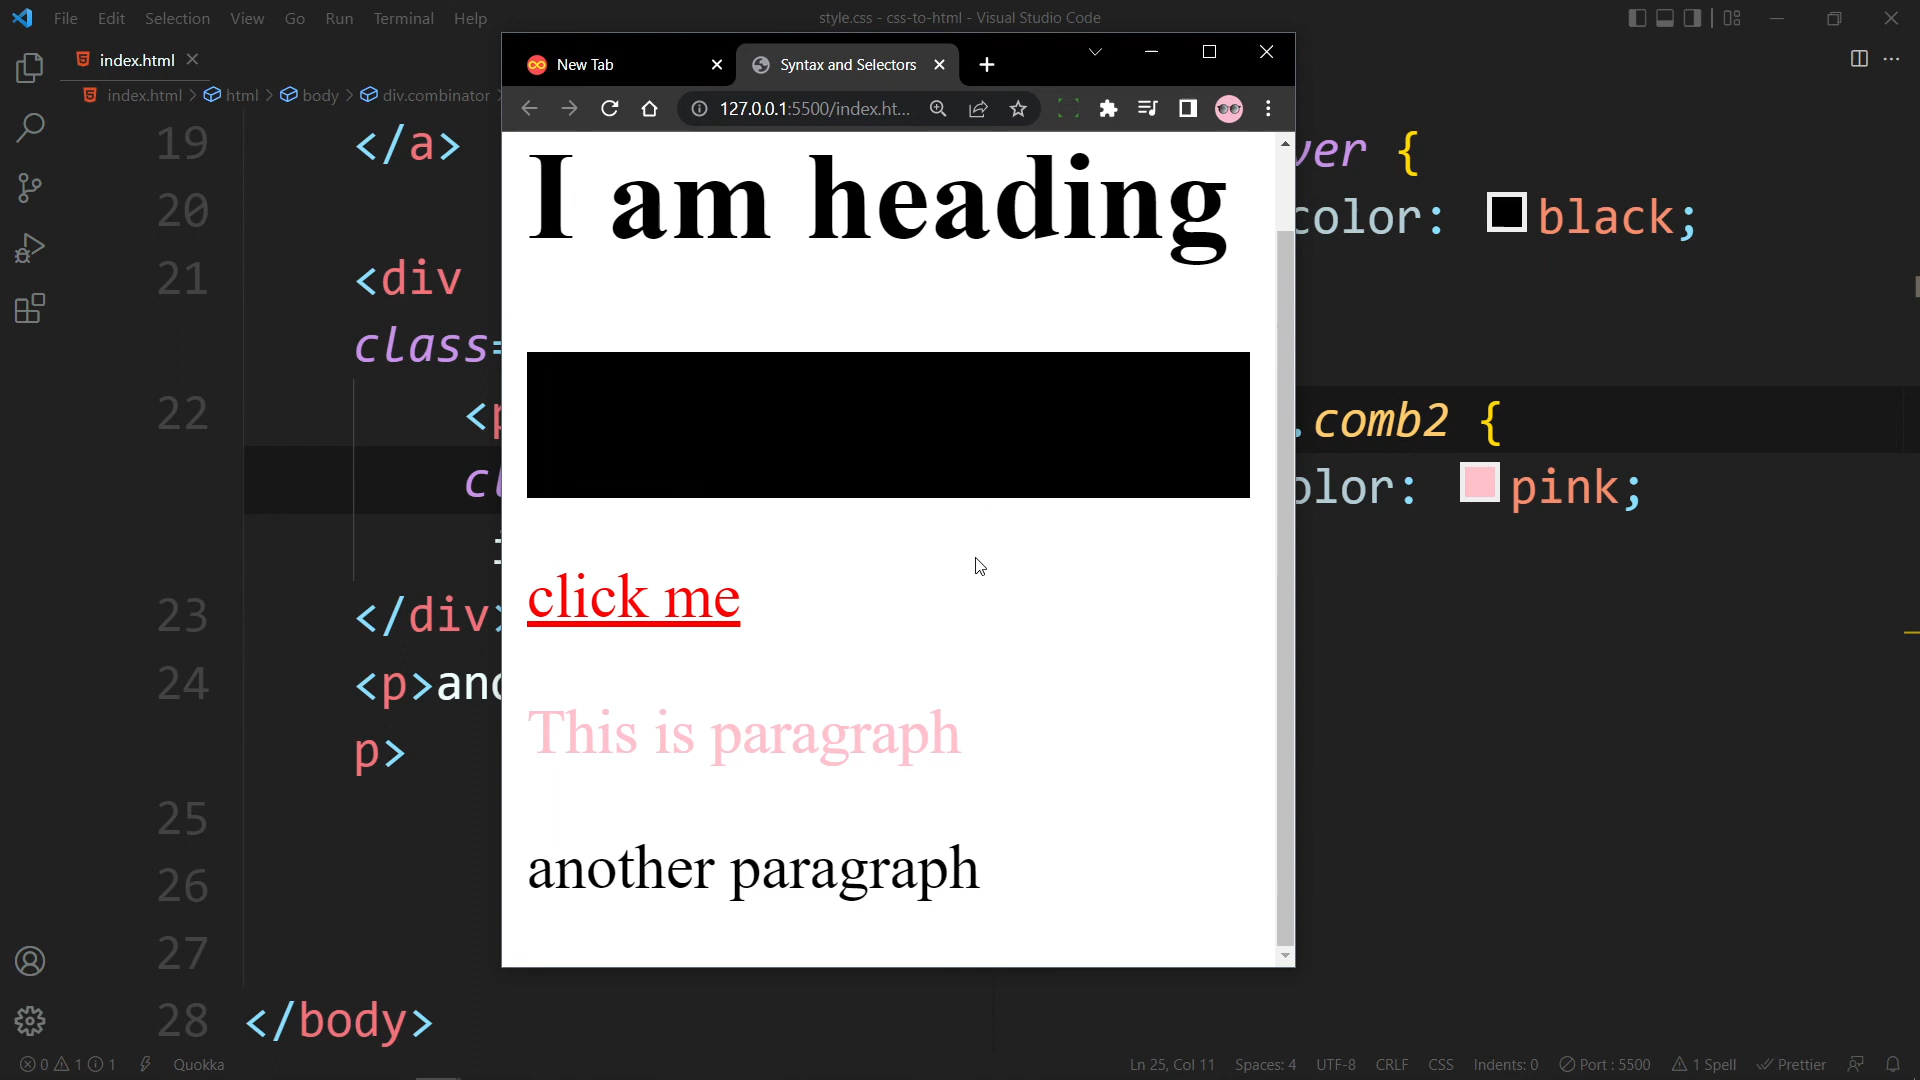 File Edit Selection View Go Run Terminal Help
style.css - css-to-html - Visual Studio Code
index.html
index.html > html > body > div.combinator
19 </a>
20
21 <div
class=
22 <p
cl
23 </div>
24 <p>ano
p>
25
26
27
28 </body>
New Tab
Syntax and Selectors
127.0.0.1:5500/index.ht...
I am heading
click me
This is paragraph
another paragraph
ver {
color: black;
.comb2 {
olor: pink;
0 1 1 Quokka
Ln 25, Col 11 Spaces: 4 UTF-8 CRLF CSS Indents: 0 Port : 5500 1 Spell Prettier